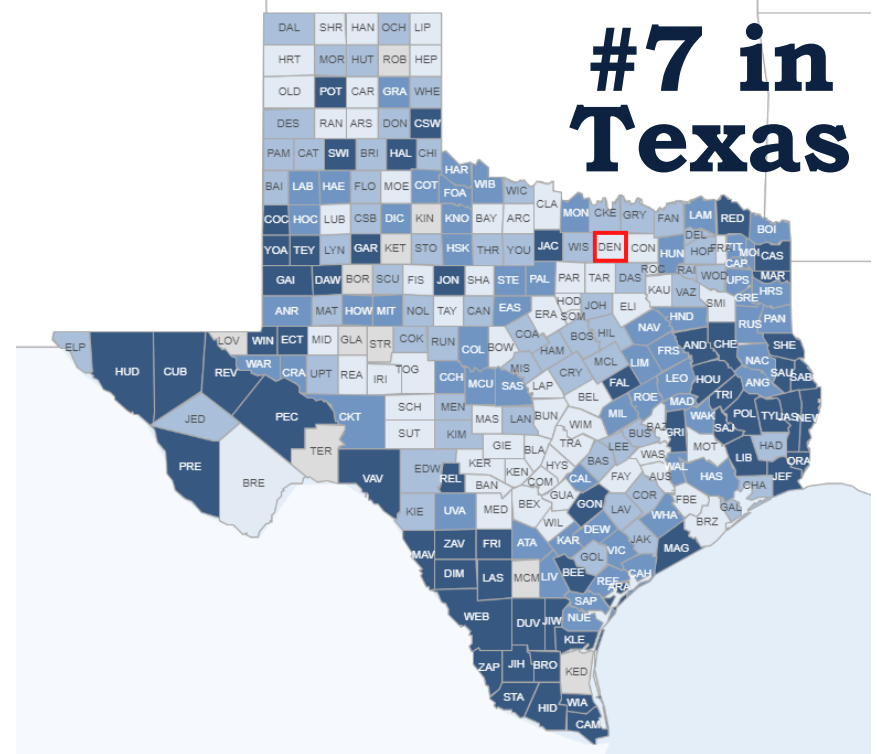 #7 in
Texas
DAL SHR HAN OCH LIP
HRT MOR HUT ROB HEP
OLD POT CAR GRA WHE
DES RAN ARS DON CSW
PAM CAT SWI BRI HAL CHI
HAR
BAI LAB HAE FLO MOE COT FOA WIB WIC
COC HOC LUB CSB DIC KIN KNO BAY ARC CLA MON CKE GRY FAN LAM RED BOI
YOA TEY LYN GAR KET STO HSK THR YOU JAC WIS DEN CON HUN DEL HOP FRA TIT MOI CAS
CAP
GAI DAW BOR SCU FIS JON SHA STE PAL PAR TAR DAS ROC RAI WOD UPS MAR
KAU VAZ SMI GRE HRS
ANR MAT HOW MIT NOL TAY CAN EAS ERA HOD SOM JOH ELI HND RUS PAN
ELP HUD CUB REV LOV WIN ECT MID GLA STR COK RUN COL BOW COA HAM BOS HIL NAV FRS AND CHE SHE
WAR CRA UPT REA IRI TOG CCH MCU MIS SAS LAP CRY MCL FAL LIM LEO HOU NAC SAU SAB
ANG
JED PEC CKT SCH MEN MAS LAN BUN BEL MIL ROE MAD WAK TRI POL TYL JAS NEW
SUT KIM GIE BLA WIM TRA BUS BAZ GRI SAJ MOT HAD
PRE BRE TER VAV EDW REL KER KEN BAN COM HYS CAL BAS LEE FAY WAS AUS WAL HAS LIB ORA JEF
CHA
KIE UVA MED BEX GUA WIL GON LAV COR FBE BRZ GAL
MAV ZAV FRI ATA KAR DEW WHA JAK MAG
DIM LAS MCM LIV BEE GOL VIC CAH REF ARA
WEB DUV JIW SAP NUE
KLE
ZAP JIH BRO KED
STA HID WIA
CAM